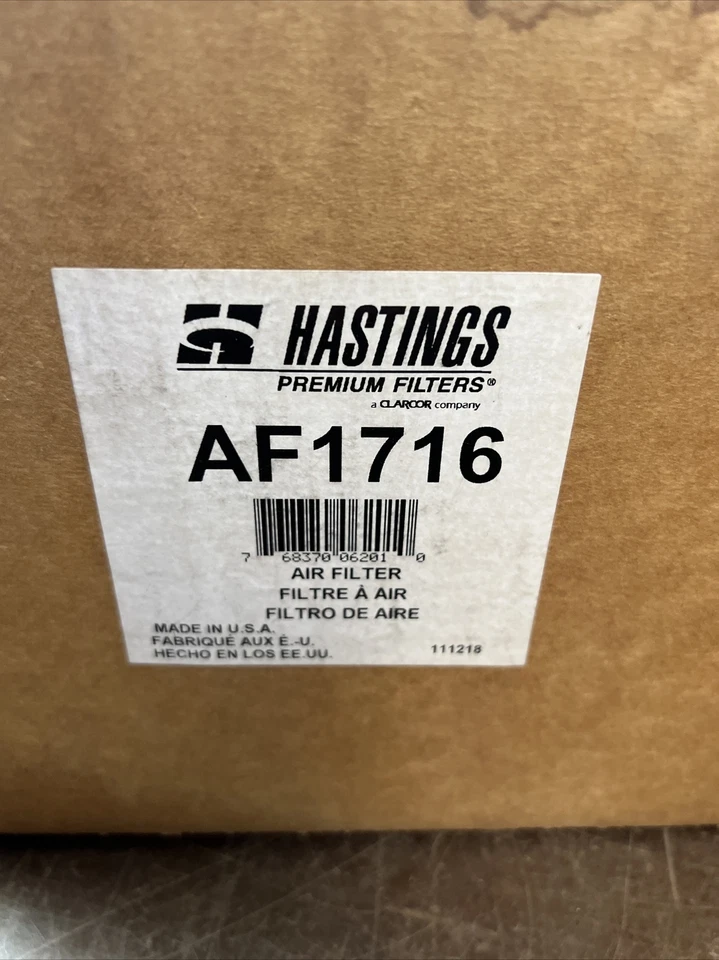 HASTINGS
PREMIUM FILTERS®
a CLARCOR company
AF1716
7 68370 06201 0
AIR FILTER
FILTRE À AIR
FILTRO DE AIRE
MADE IN U.S.A.
FABRIQUÉ AUX É.-U.
HECHO EN LOS EE.UU.
111218